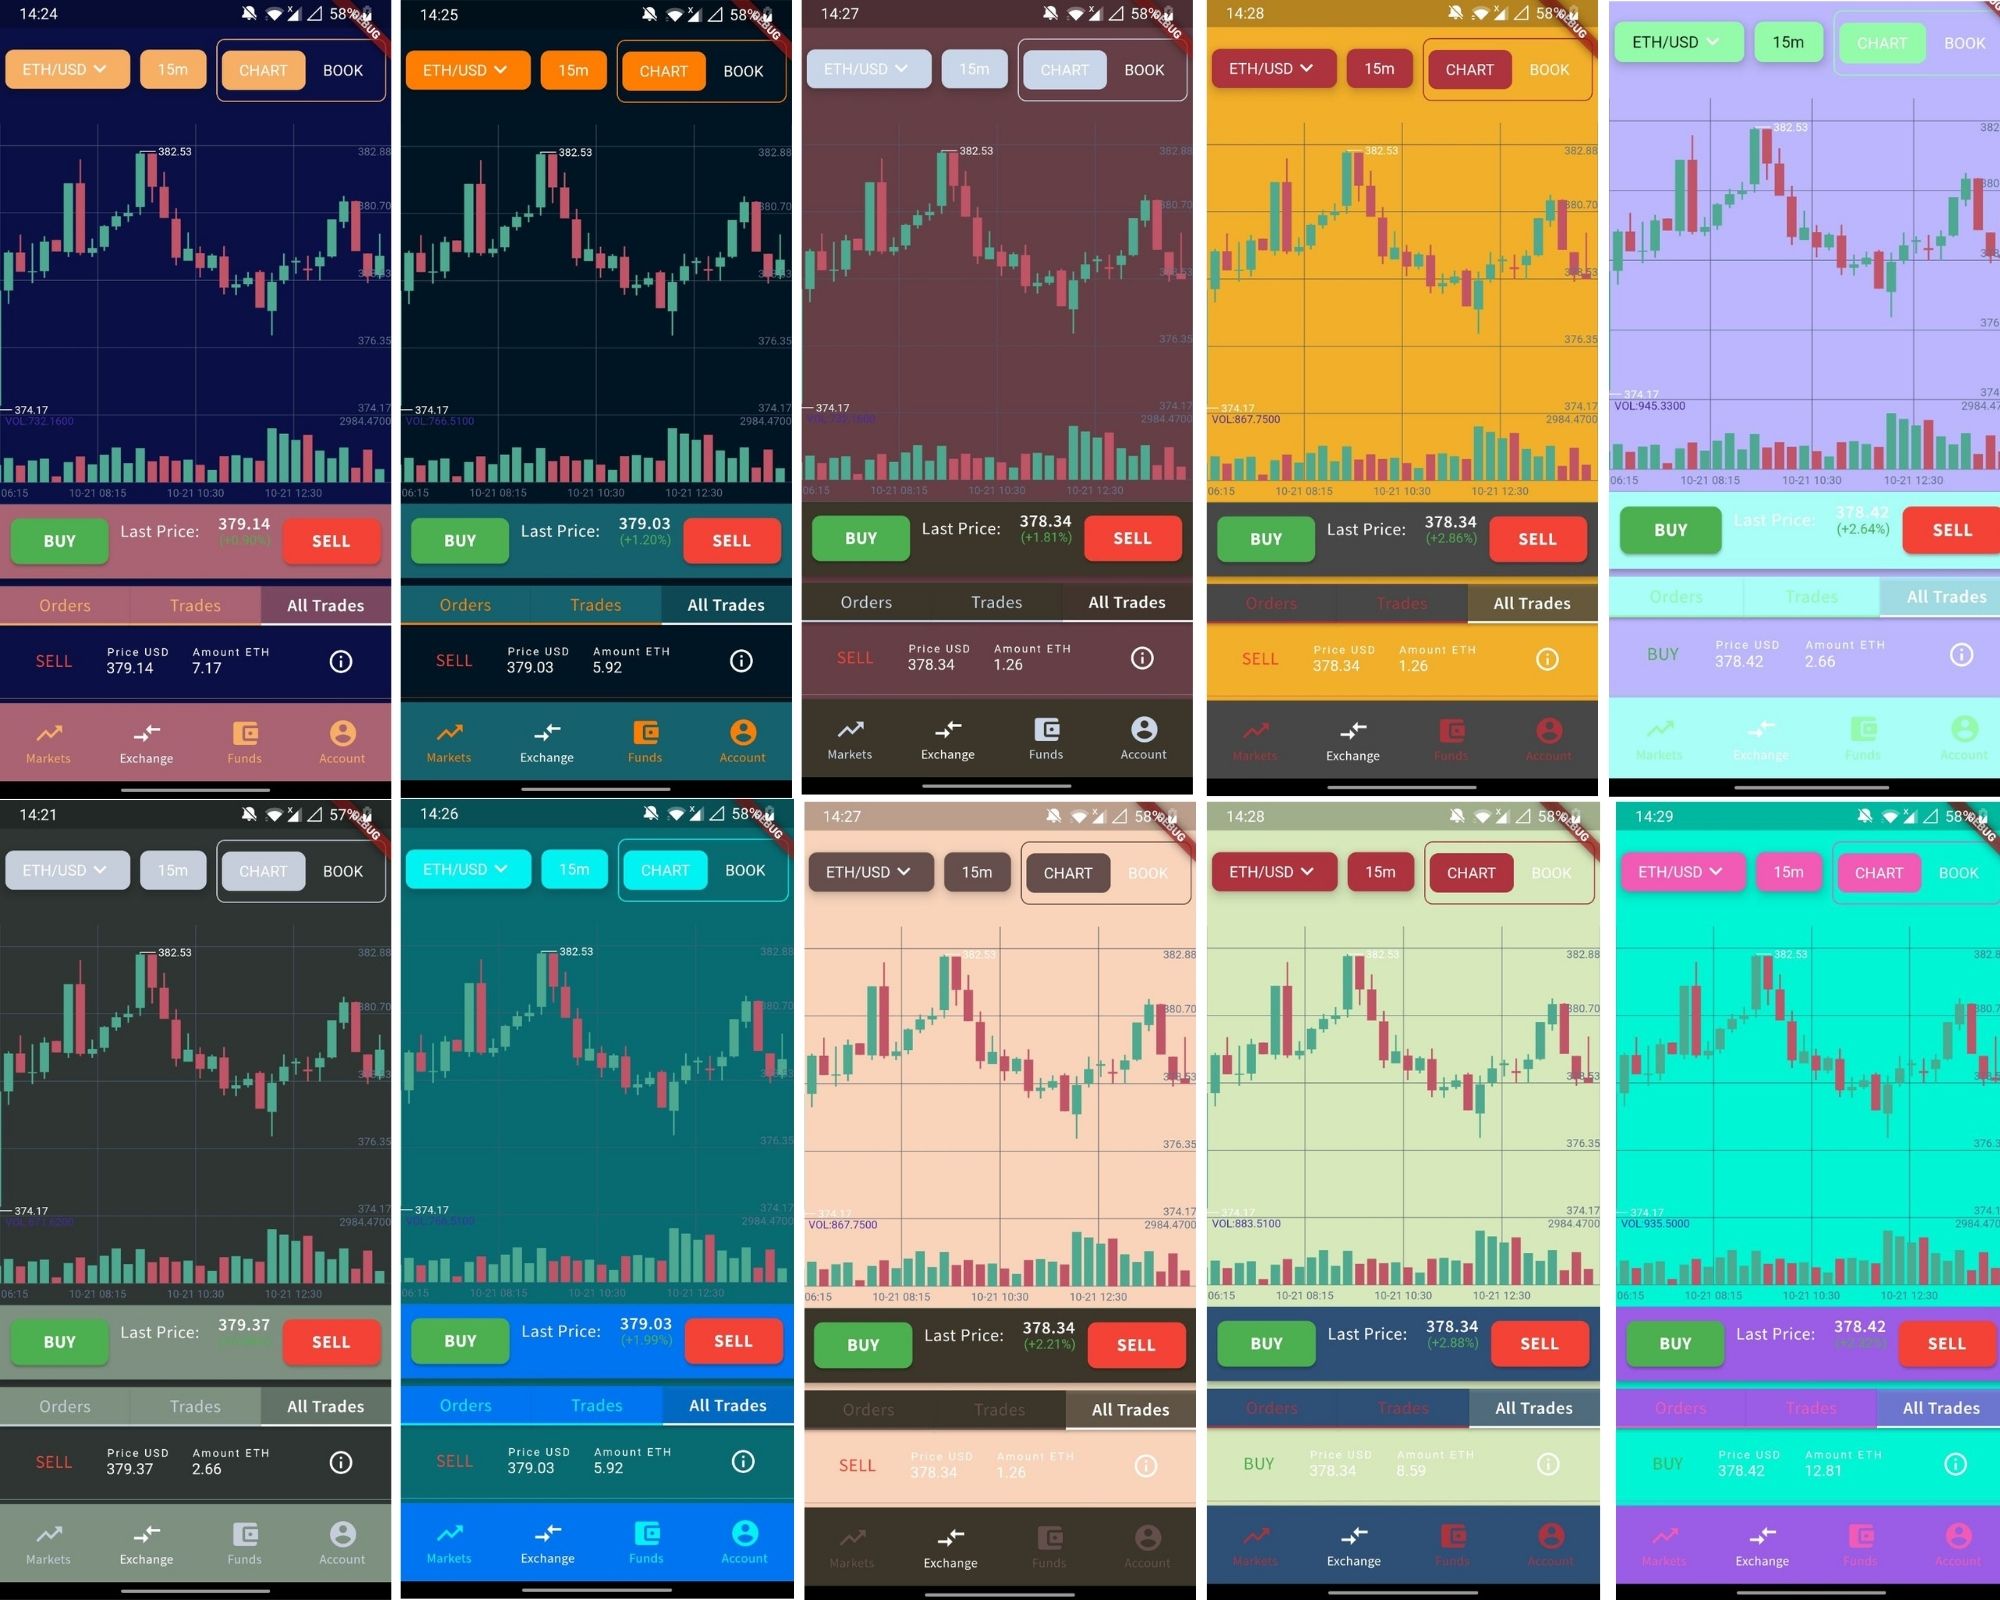 14:24 58%
DEBUG
ETH/USD 15m CHART BOOK
382.53
382.88
380.70
376.35
374.17
374.17
VOL:732.1600 2984.4700
06:15 10-21 08:15 10-21 10:30 10-21 12:30
BUY Last Price: 379.14 SELL
(+0.90%)
Orders Trades All Trades
Price USD Amount ETH
SELL 379.14 7.17
Markets Exchange Funds Account
14:25 58%
DEBUG
ETH/USD 15m CHART BOOK
382.53
382.88
380.70
376.35
374.17
374.17
VOL:766.5100 2984.4700
06:15 10-21 08:15 10-21 10:30 10-21 12:30
BUY Last Price: 379.03 SELL
(+1.20%)
Orders Trades All Trades
Price USD Amount ETH
SELL 379.03 5.92
Markets Exchange Funds Account
14:27 58%
DEBUG
ETH/USD 15m CHART BOOK
382.53
382.88
380.70
378.53
376.35
374.17
374.17
VOL:732.1600 2984.4700
06:15 10-21 08:15 10-21 10:30 10-21 12:30
BUY Last Price: 378.34 SELL
(+1.81%)
Orders Trades All Trades
Price USD Amount ETH
SELL 378.34 1.26
Markets Exchange Funds Account
14:28 58%
DEBUG
ETH/USD 15m CHART BOOK
382.53
382.88
380.70
378.53
376.35
374.17
374.17
VOL:867.7500 2984.4700
06:15 10-21 08:15 10-21 10:30 10-21 12:30
BUY Last Price: 378.34 SELL
(+2.86%)
Orders Trades All Trades
Price USD Amount ETH
SELL 378.34 1.26
Markets Exchange Funds Account
ETH/USD 15m CHART BOOK
382.53
382
380
376
374
374.17
VOL:945.3300 2984.4
06:15 10-21 08:15 10-21 10:30 10-21 12:30
BUY Last Price: 378.42 SELL
(+2.64%)
Orders Trades All Trades
Price USD Amount ETH
BUY 378.42 2.66
Markets Exchange Funds Account
14:21 57%
DEBUG
ETH/USD 15m CHART BOOK
382.53
382.88
380.70
376.35
374.17
374.17
VOL:671.6200 2984.4700
06:15 10-21 08:15 10-21 10:30 10-21 12:30
BUY Last Price: 379.37 SELL
Orders Trades All Trades
Price USD Amount ETH
SELL 379.37 2.66
Markets Exchange Funds Account
14:26 58%
DEBUG
ETH/USD 15m CHART BOOK
382.53
382.88
380.70
376.35
374.17
374.17
VOL:766.5100 2984.4700
06:15 10-21 08:15 10-21 10:30 10-21 12:30
BUY Last Price: 379.03 SELL
(+1.99%)
Orders Trades All Trades
Price USD Amount ETH
SELL 379.03 5.92
Markets Exchange Funds Account
14:27 58%
DEBUG
ETH/USD 15m CHART BOOK
382.53
382.88
380.70
378.53
376.35
374.17
374.17
VOL:867.7500 2984.4700
06:15 10-21 08:15 10-21 10:30 10-21 12:30
BUY Last Price: 378.34 SELL
(+2.21%)
Orders Trades All Trades
Price USD Amount ETH
SELL 378.34 1.26
Markets Exchange Funds Account
14:28 58%
DEBUG
ETH/USD 15m CHART BOOK
382.53
382.88
380.70
378.53
376.35
374.17
374.17
VOL:883.5100 2984.4700
06:15 10-21 08:15 10-21 10:30 10-21 12:30
BUY Last Price: 378.34 SELL
(+2.88%)
Orders Trades All Trades
Price USD Amount ETH
BUY 378.34 8.59
Markets Exchange Funds Account
14:29 58%
DEBUG
ETH/USD 15m CHART BOOK
382.53
382.8
380.7
376.3
374.1
374.17
VOL:935.5000 2984.470
06:15 10-21 08:15 10-21 10:30 10-21 12:30
BUY Last Price: 378.42 SELL
Orders Trades All Trades
Price USD Amount ETH
BUY 378.42 12.81
Markets Exchange Funds Account